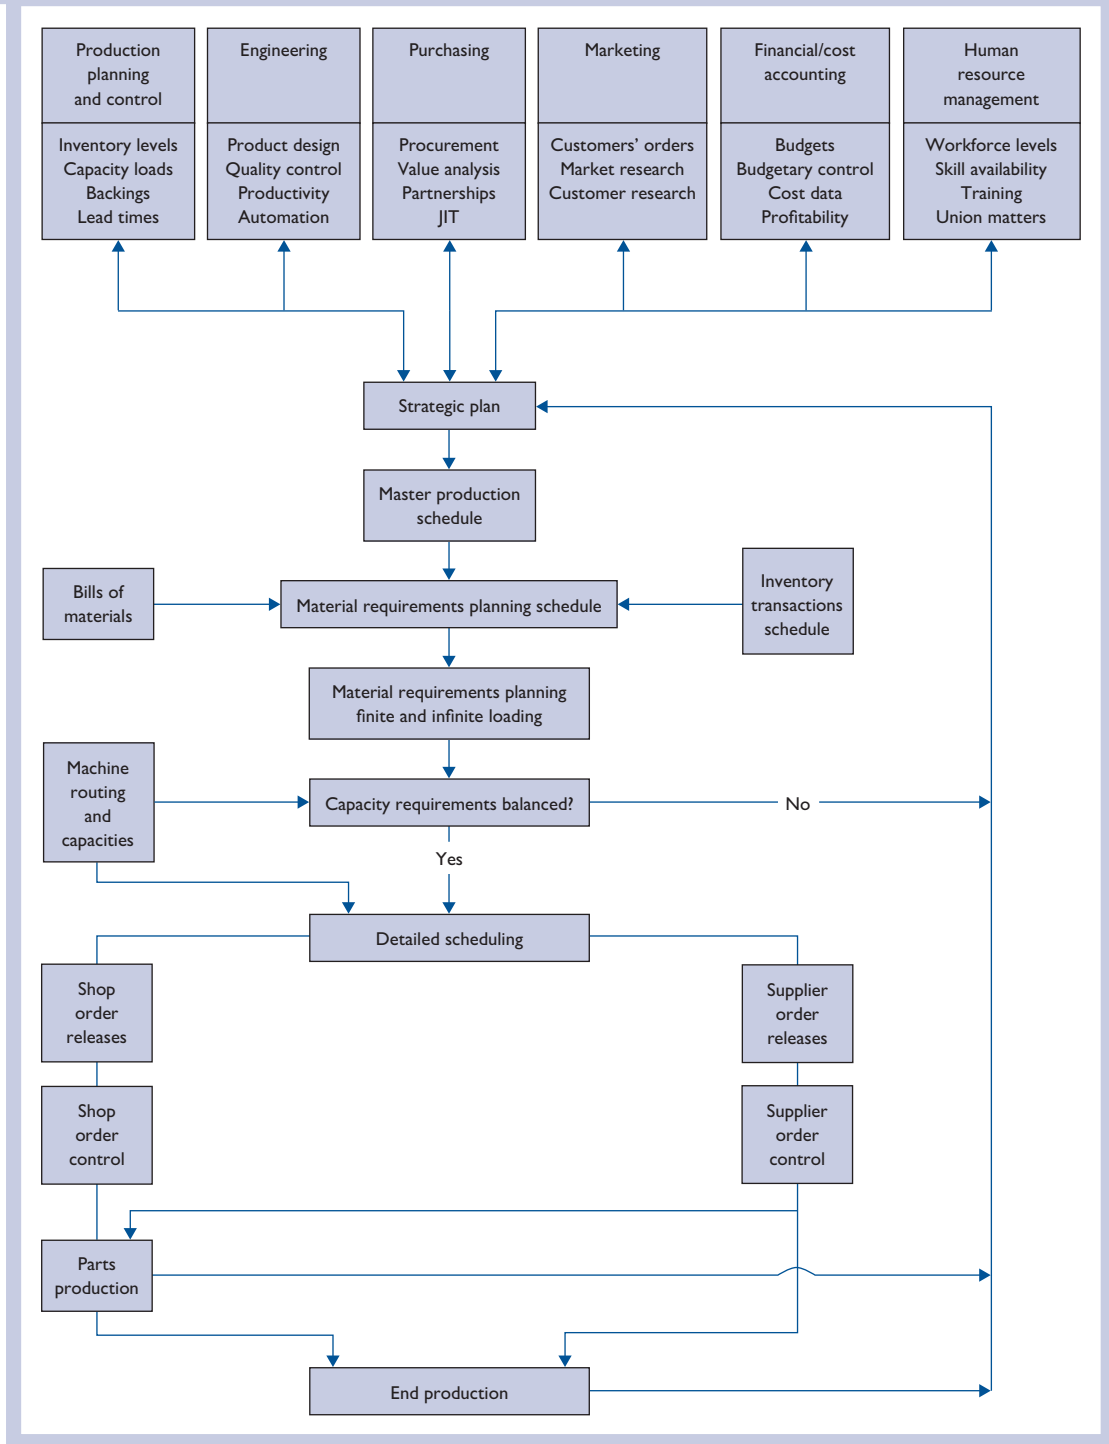 Production
planning
and control
Inventory levels
Capacity loads
Backings
Lead times
Engineering
Product design
Quality control
Productivity
Automation
Purchasing
Procurement
Value analysis
Partnerships
JIT
Marketing
Customers’ orders
Market research
Customer research
Financial/cost
accounting
Budgets
Budgetary control
Cost data
Profitability
Human
resource
management
Workforce levels
Skill availability
Training
Union matters
Strategic plan
Master production
schedule
Bills of
materials
Material requirements planning schedule
Inventory
transactions
schedule
Material requirements planning
finite and infinite loading
Machine
routing
and
capacities
Capacity requirements balanced?
No
Yes
Detailed scheduling
Shop
order
releases
Supplier
order
releases
Shop
order
control
Supplier
order
control
Parts
production
End production